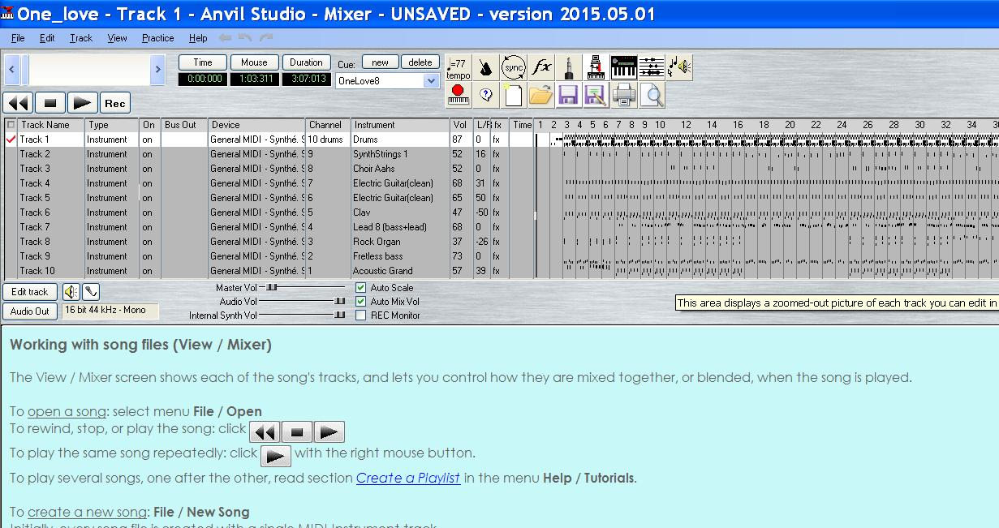 One_love - Track 1 - Anvil Studio - Mixer - UNSAVED - version 2015.05.01
File Edit Track View Practice Help
Time Mouse Duration Cue: new delete
0:00:000 1:03:311 3:07:013 OneLove8
=77 tempo sync fx
Rec
Track Name Type On Bus Out Device Channel Instrument Vol fx Time 1 2 3 4 5 6 7 8 9 10 12 14 16 18 20 22 24 26 28 30 32 34
Track 1 Instrument on General MIDI - Synthé. 10 drums Drums 87 0 fx
Track 2 Instrument on General MIDI - Synthé. 9 SynthStrings 1 52 16 fx
Track 3 Instrument on General MIDI - Synthé. 8 Choir Aahs 52 0 fx
Track 4 Instrument on General MIDI - Synthé. 7 Electric Guitar(clean) 68 31 fx
Track 5 Instrument on General MIDI - Synthé. 6 Electric Guitar(clean) 65 50 fx
Track 6 Instrument on General MIDI - Synthé. 5 Clav 47 -50 fx
Track 7 Instrument on General MIDI - Synthé. 4 Lead 8 (bass+lead) 68 0 fx
Track 8 Instrument on General MIDI - Synthé. 3 Rock Organ 37 -26 fx
Track 9 Instrument on General MIDI - Synthé. 2 Fretless bass 73 0 fx
Track 10 Instrument on General MIDI - Synthé. 1 Acoustic Grand 57 39 fx
Edit track Master Vol Auto Scale
Audio Vol Auto Mix Vol
Audio Out 16 bit 44 kHz - Mono Internal Synth Vol REC Monitor
This area displays a zoomed-out picture of each track you can edit in
Working with song files (View / Mixer)
The View / Mixer screen shows each of the song's tracks, and lets you control how they are mixed together, or blended, when the song is played.
To open a song: select menu File / Open
To rewind, stop, or play the song: click
To play the same song repeatedly: click with the right mouse button.
To play several songs, one after the other, read section Create a Playlist in the menu Help / Tutorials.
To create a new song: File / New Song
Initially, every song file is created with a single MIDI Instrument track.